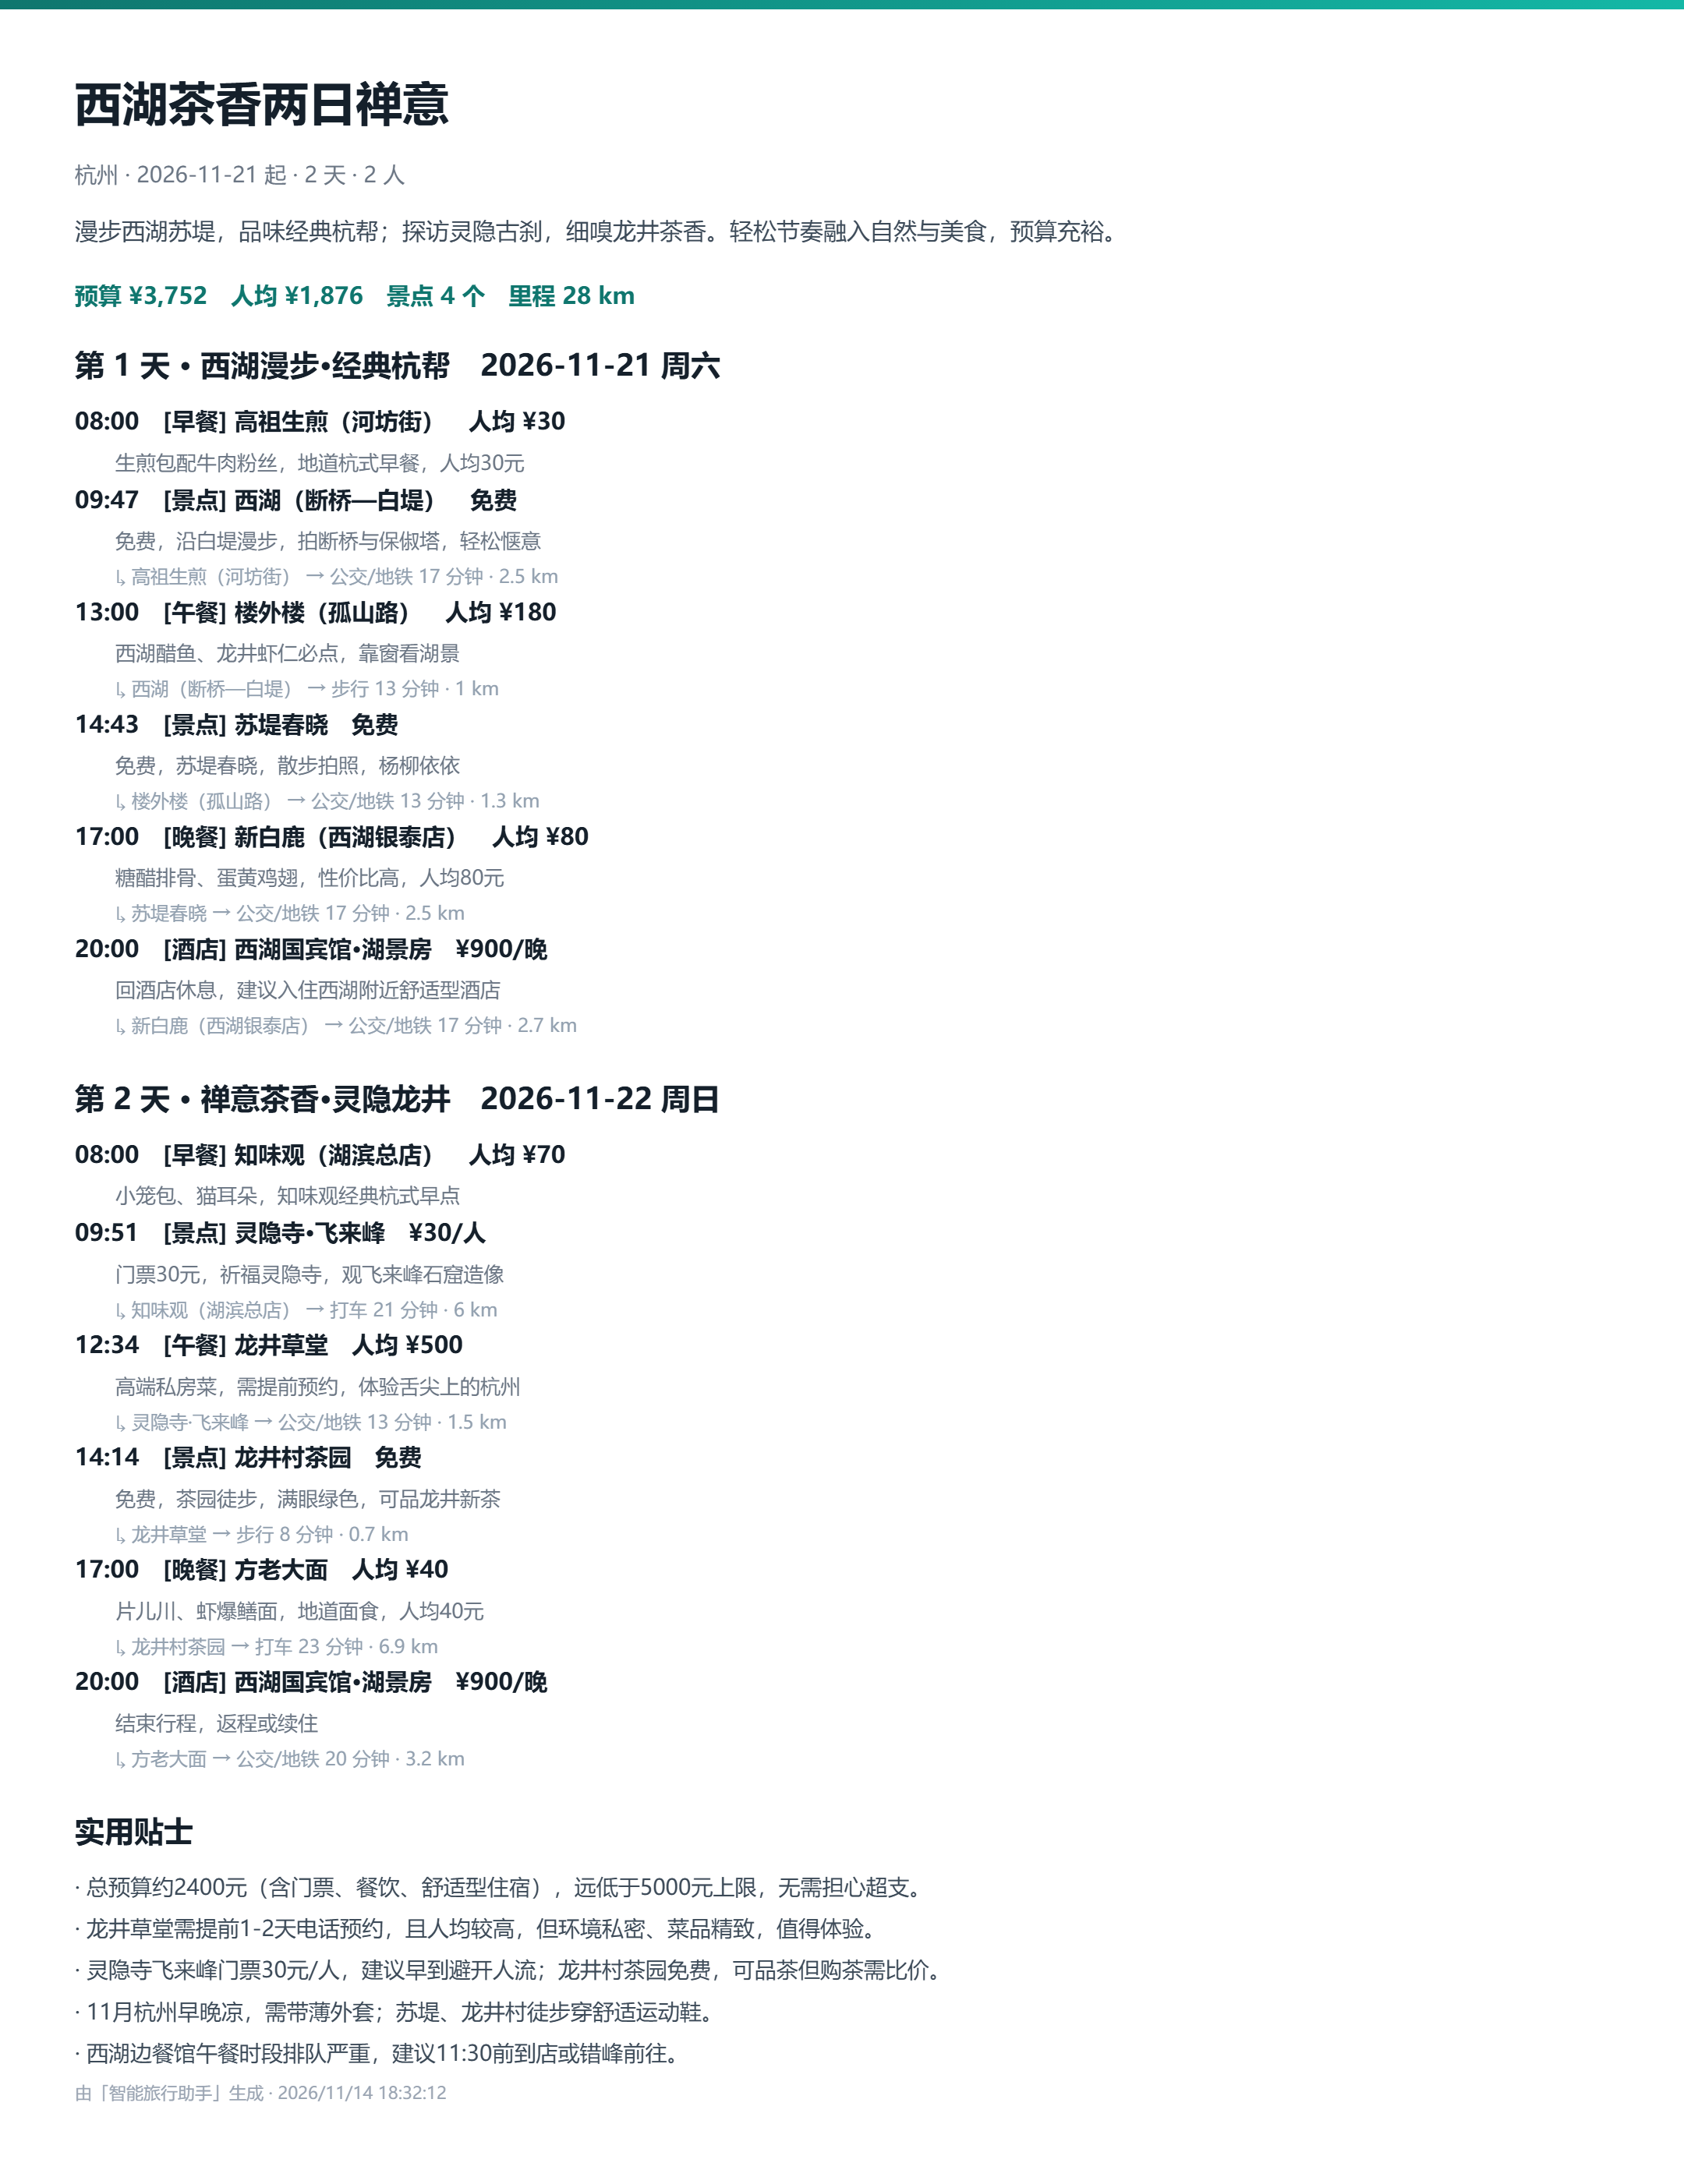 西湖茶香两日禅意
杭州 · 2026-11-21 起 · 2 天 · 2 人
漫步西湖苏堤，品味经典杭帮；探访灵隐古刹，细嗅龙井茶香。轻松节奏融入自然与美食，预算充裕。
预算 ¥3,752　人均 ¥1,876　景点 4 个　里程 28 km
第 1 天 · 西湖漫步·经典杭帮　2026-11-21 周六
08:00　[早餐] 高祖生煎（河坊街）　人均 ¥30
生煎包配牛肉粉丝，地道杭式早餐，人均30元
09:47　[景点] 西湖（断桥—白堤）　免费
免费，沿白堤漫步，拍断桥与保俶塔，轻松惬意
↳ 高祖生煎（河坊街） → 公交/地铁 17 分钟 · 2.5 km
13:00　[午餐] 楼外楼（孤山路）　人均 ¥180
西湖醋鱼、龙井虾仁必点，靠窗看湖景
↳ 西湖（断桥—白堤） → 步行 13 分钟 · 1 km
14:43　[景点] 苏堤春晓　免费
免费，苏堤春晓，散步拍照，杨柳依依
↳ 楼外楼（孤山路） → 公交/地铁 13 分钟 · 1.3 km
17:00　[晚餐] 新白鹿（西湖银泰店）　人均 ¥80
糖醋排骨、蛋黄鸡翅，性价比高，人均80元
↳ 苏堤春晓 → 公交/地铁 17 分钟 · 2.5 km
20:00　[酒店] 西湖国宾馆·湖景房　¥900/晚
回酒店休息，建议入住西湖附近舒适型酒店
↳ 新白鹿（西湖银泰店） → 公交/地铁 17 分钟 · 2.7 km
第 2 天 · 禅意茶香·灵隐龙井　2026-11-22 周日
08:00　[早餐] 知味观（湖滨总店）　人均 ¥70
小笼包、猫耳朵，知味观经典杭式早点
09:51　[景点] 灵隐寺·飞来峰　¥30/人
门票30元，祈福灵隐寺，观飞来峰石窟造像
↳ 知味观（湖滨总店） → 打车 21 分钟 · 6 km
12:34　[午餐] 龙井草堂　人均 ¥500
高端私房菜，需提前预约，体验舌尖上的杭州
↳ 灵隐寺·飞来峰 → 公交/地铁 13 分钟 · 1.5 km
14:14　[景点] 龙井村茶园　免费
免费，茶园徒步，满眼绿色，可品龙井新茶
↳ 龙井草堂 → 步行 8 分钟 · 0.7 km
17:00　[晚餐] 方老大面　人均 ¥40
片儿川、虾爆鳝面，地道面食，人均40元
↳ 龙井村茶园 → 打车 23 分钟 · 6.9 km
20:00　[酒店] 西湖国宾馆·湖景房　¥900/晚
结束行程，返程或续住
↳ 方老大面 → 公交/地铁 20 分钟 · 3.2 km
实用贴士
· 总预算约2400元（含门票、餐饮、舒适型住宿），远低于5000元上限，无需担心超支。
· 龙井草堂需提前1-2天电话预约，且人均较高，但环境私密、菜品精致，值得体验。
· 灵隐寺飞来峰门票30元/人，建议早到避开人流；龙井村茶园免费，可品茶但购茶需比价。
· 11月杭州早晚凉，需带薄外套；苏堤、龙井村徒步穿舒适运动鞋。
· 西湖边餐馆午餐时段排队严重，建议11:30前到店或错峰前往。
由「智能旅行助手」生成 · 2026/11/14 18:32:12